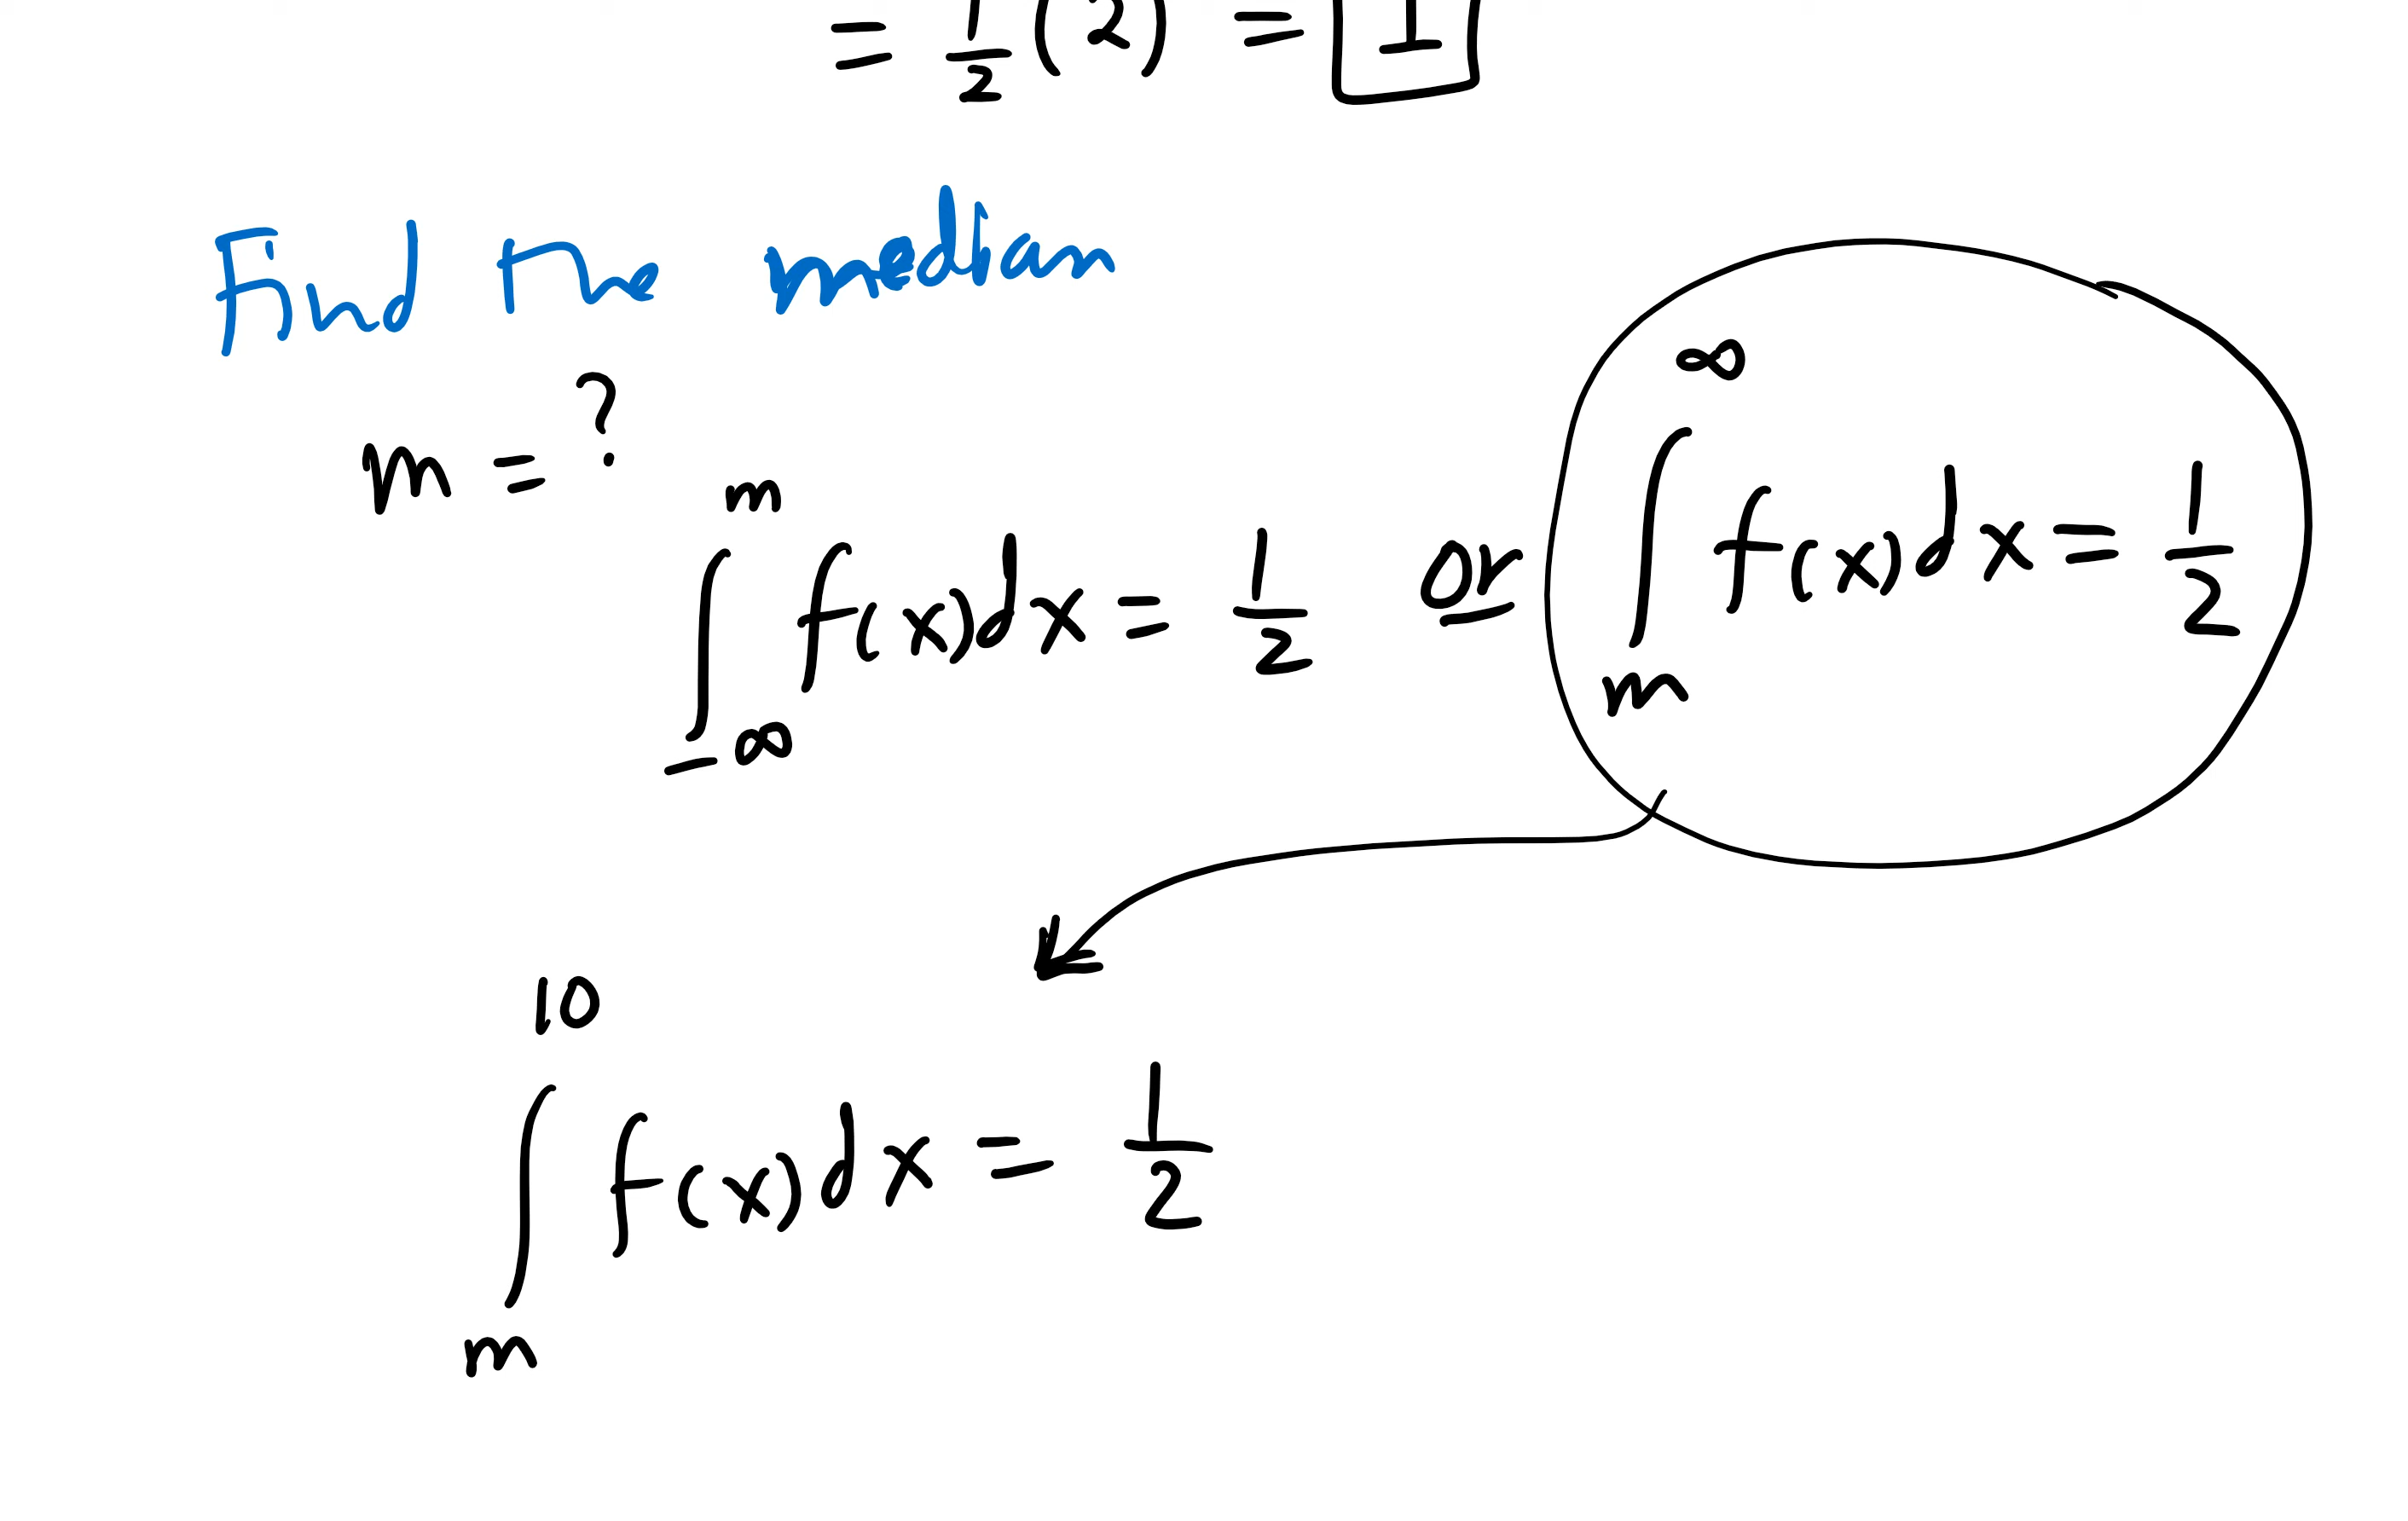 = 1/2 (2) = 1
Find the median
m = ?
∫_{-∞}^{m} f(x)dx = 1/2 or ∫_{m}^{∞} f(x)dx = 1/2
∫_{m}^{10} f(x)dx = 1/2